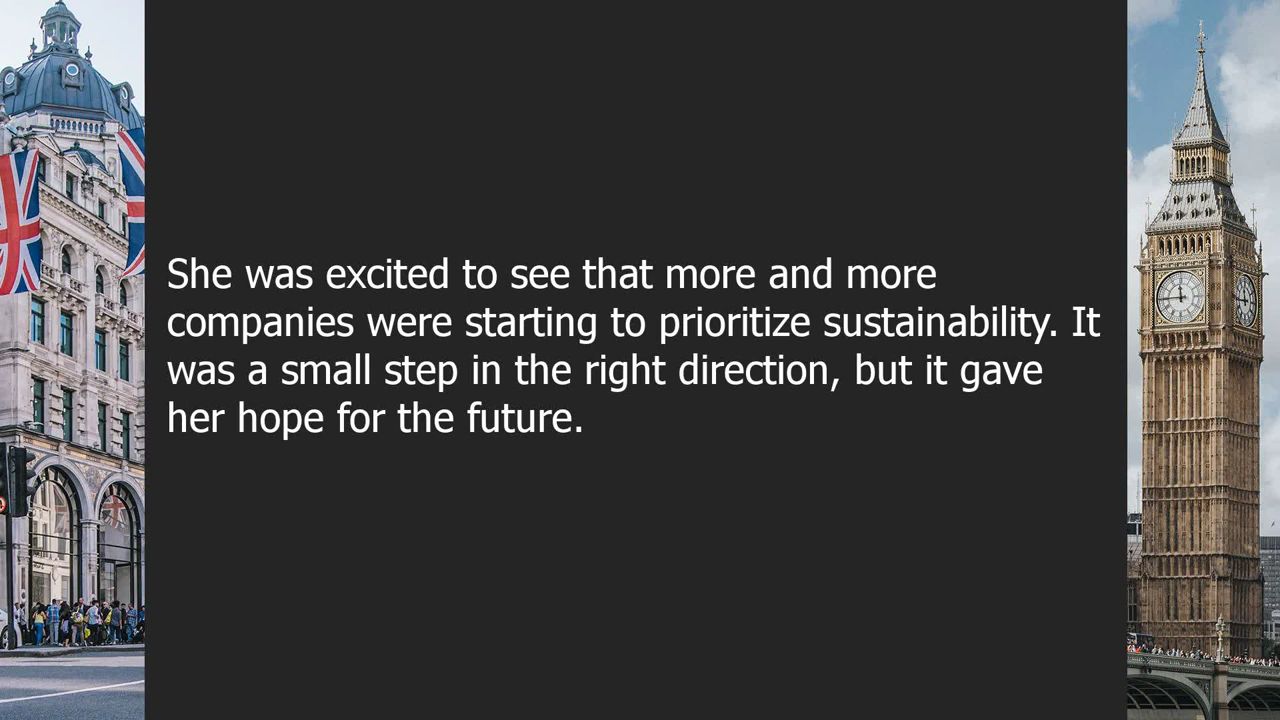 She was excited to see that more and more
companies were starting to prioritize sustainability. It
was a small step in the right direction, but it gave
her hope for the future.